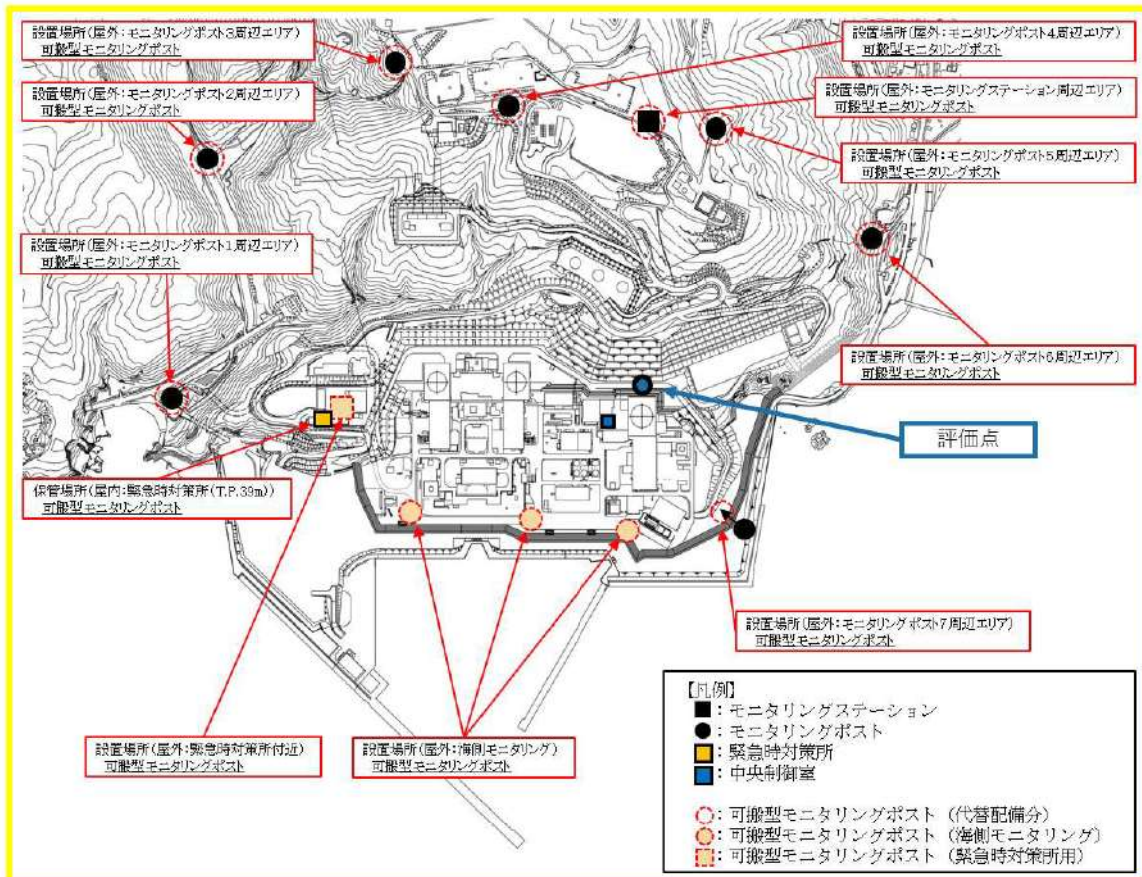 設置場所(屋外：モニタリングポスト3周辺エリア)
可搬型モニタリングポスト
設置場所(屋外：モニタリングポスト4周辺エリア)
可搬型モニタリングポスト
設置場所(屋外：モニタリングポスト2周辺エリア)
可搬型モニタリングポスト
設置場所(屋外：モニタリングステーション周辺エリア)
可搬型モニタリングポスト
設置場所(屋外：モニタリングポスト5周辺エリア)
可搬型モニタリングポスト
設置場所(屋外：モニタリングポスト1周辺エリア)
可搬型モニタリングポスト
設置場所(屋外：モニタリングポスト6周辺エリア)
可搬型モニタリングポスト
評価点
保管場所(屋内：緊急時対策所(T.P.39m))
可搬型モニタリングポスト
設置場所(屋外：モニタリングポスト7周辺エリア)
可搬型モニタリングポスト
設置場所(屋外：緊急時対策所付近)
可搬型モニタリングポスト
設置場所(屋外：海側モニタリング)
可搬型モニタリングポスト
【凡例】
：モニタリングステーション
：モニタリングポスト
：緊急時対策所
：中央制御室
：可搬型モニタリングポスト（代替配備分）
：可搬型モニタリングポスト（海側モニタリング）
：可搬型モニタリングポスト（緊急時対策所用）